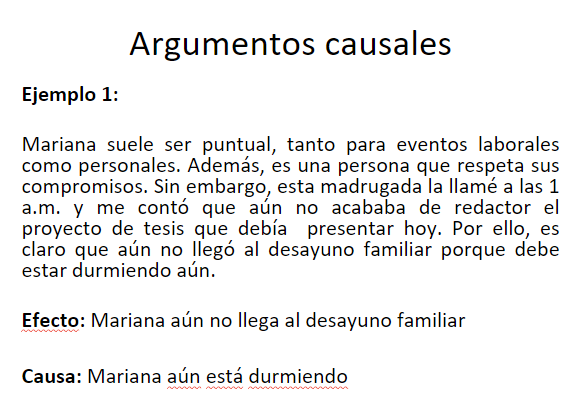 Argumentos causales
Ejemplo 1:
Mariana suele ser puntual, tanto para eventos laborales
como personales. Además, es una persona que respeta sus
compromisos. Sin embargo, esta madrugada la llamé a las 1
a.m. y me contó que aún no acababa de redactor el
proyecto de tesis que debía presentar hoy. Por ello, es
claro que aún no llegó al desayuno familiar porque debe
estar durmiendo aún.
Efecto: Mariana aún no llega al desayuno familiar
Causa: Mariana aún está durmiendo